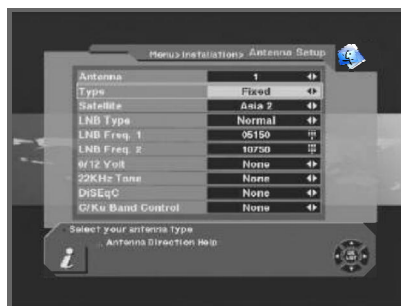 Menu>Installation> Antenna Setup
Antenna 1
Type Fixed
Satellite Asia 2
LNB Type Normal
LNB Freq. 1 05150
LNB Freq. 2 10750
0/12 Volt None
22KHz Tone None
DiSEqC None
C/Ku Band Control None
Select your antenna type
Antenna Direction Help
i